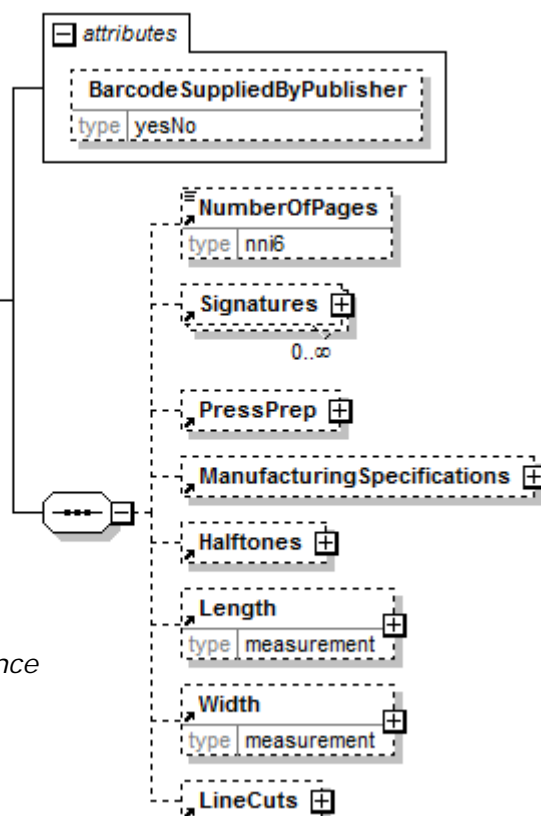 attributes
BarcodeSuppliedByPublisher
type yesNo
NumberOfPages
type nni6
Signatures
0..∞
PressPrep
ManufacturingSpecifications
Halftones
Length
type measurement
nce
Width
type measurement
LineCuts